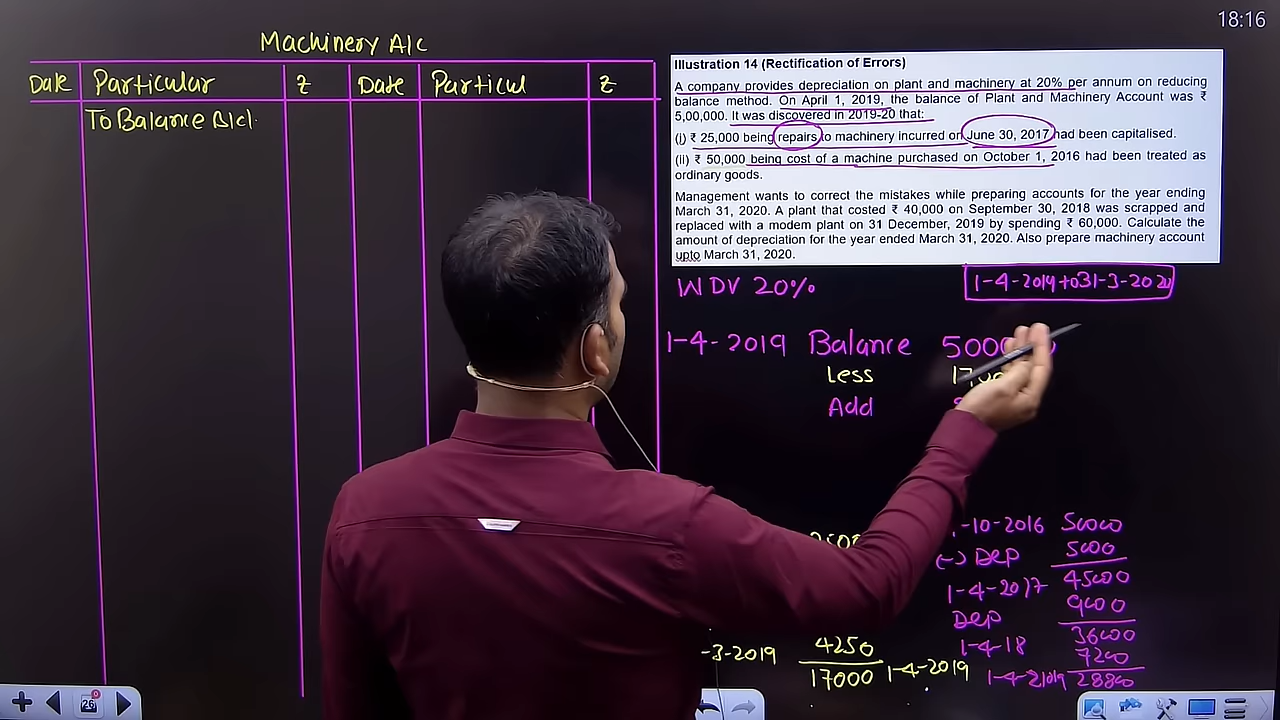 18:16
Machinery A/c
Date Particular ₹ Date Particul ₹
To Balance B/d.
Illustration 14 (Rectification of Errors)
A company provides depreciation on plant and machinery at 20% per annum on reducing
balance method. On April 1, 2019, the balance of Plant and Machinery Account was ₹
5,00,000. It was discovered in 2019-20 that:
(i) ₹ 25,000 being repairs to machinery incurred on June 30, 2017 had been capitalised.
(ii) ₹ 50,000 being cost of a machine purchased on October 1, 2016 had been treated as
ordinary goods.
Management wants to correct the mistakes while preparing accounts for the year ending
March 31, 2020. A plant that costed ₹ 40,000 on September 30, 2018 was scrapped and
replaced with a modem plant on 31 December, 2019 by spending ₹ 60,000. Calculate the
amount of depreciation for the year ended March 31, 2020. Also prepare machinery account
upto March 31, 2020.
WDV 20%
1-4-2019 to 31-3-2020
1-4-2019 Balance
Less
Add
-10-2016 50000
(-) Dep 5000
1-4-2017 45000
Dep 9000
36000
1-4-18 7200
1-4-2019 28800
-3-2019 4250
17000 1-4-2019
26